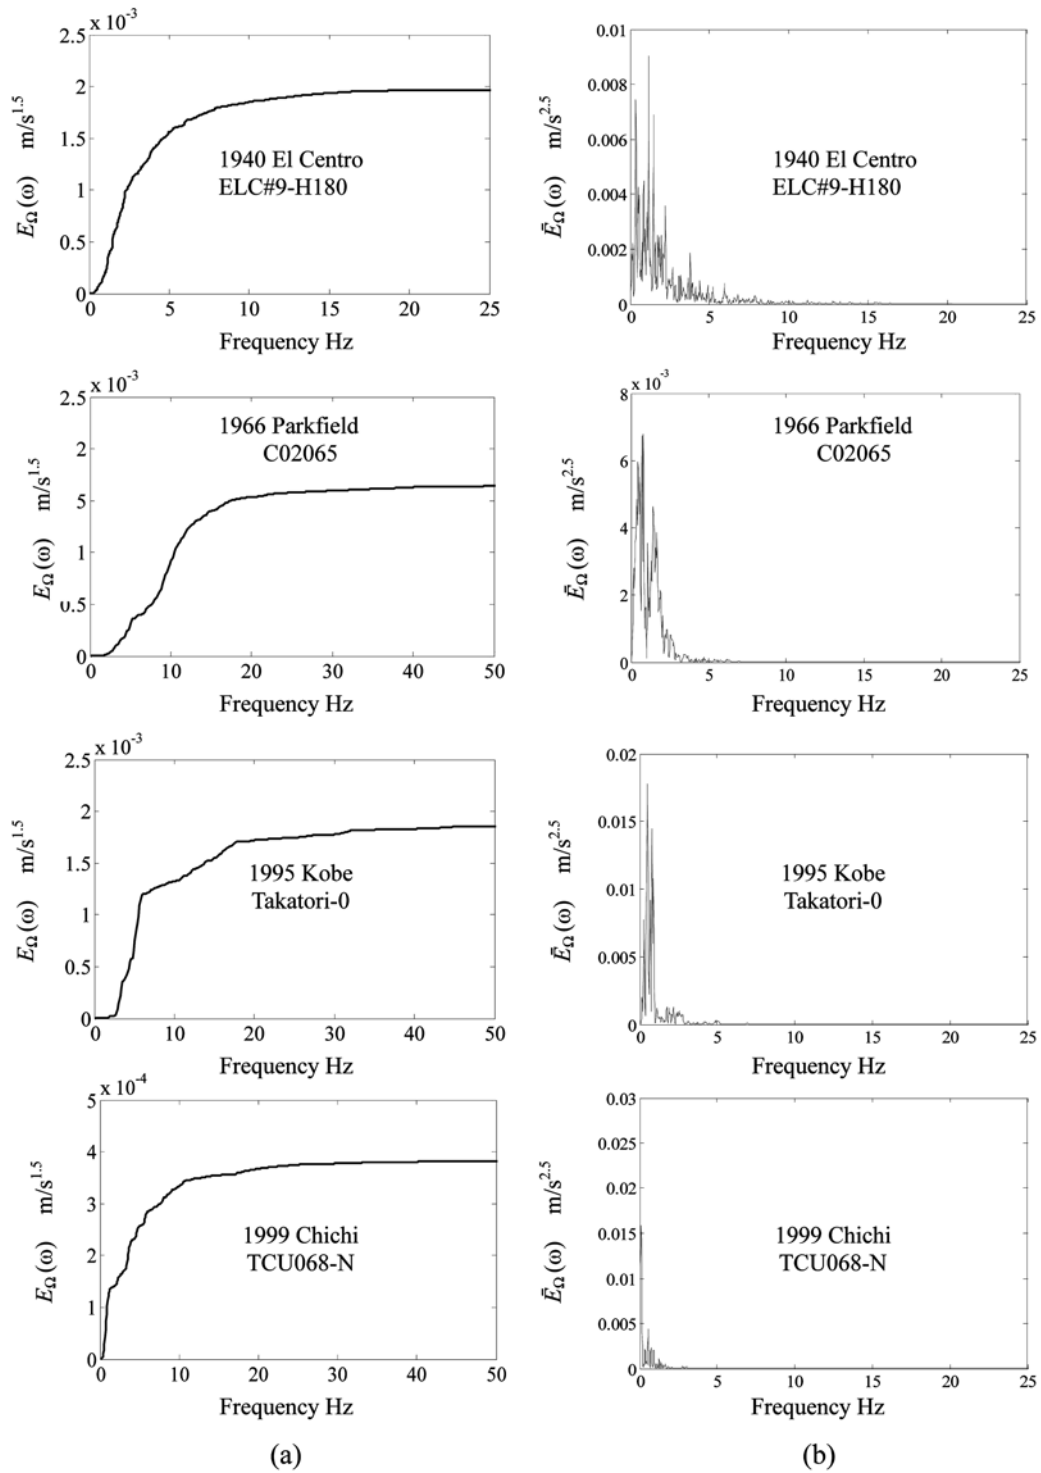 x 10⁻³
2.5
2
1.5
1
0.5
0
E_Ω(ω) m/s^1.5
1940 El Centro
ELC#9-H180
0 5 10 15 20 25
Frequency Hz
0.01
0.008
0.006
0.004
0.002
0
Ē_Ω(ω) m/s^2.5
1940 El Centro
ELC#9-H180
0 5 10 15 20 25
Frequency Hz
x 10⁻³
2.5
2
5
1
0.5
0
E_Ω(ω) m/s^1.5
1966 Parkfield
C02065
0 10 20 30 40 50
Frequency Hz
x 10⁻³
8
6
4
2
0
Ē_Ω(ω) m/s^2.5
1966 Parkfield
C02065
0 5 10 15 20 25
Frequency Hz
x 10⁻³
2.5
2
1.5
1
0.5
0
E_Ω(ω) m/s^1.5
1995 Kobe
Takatori-0
0 10 20 30 40 50
Frequency Hz
0.02
0.015
0.01
0.005
0
Ē_Ω(ω) m/s^2.5
1995 Kobe
Takatori-0
0 5 10 15 20 25
Frequency Hz
x 10⁻⁴
5
4
3
2
1
0
E_Ω(ω) m/s^1.5
1999 Chichi
TCU068-N
0 10 20 30 40 50
Frequency Hz
0.03
0.025
0.02
0.015
0.01
0.005
0
Ē_Ω(ω) m/s^2.5
1999 Chichi
TCU068-N
0 5 10 15 20 25
Frequency Hz
(a)
(b)